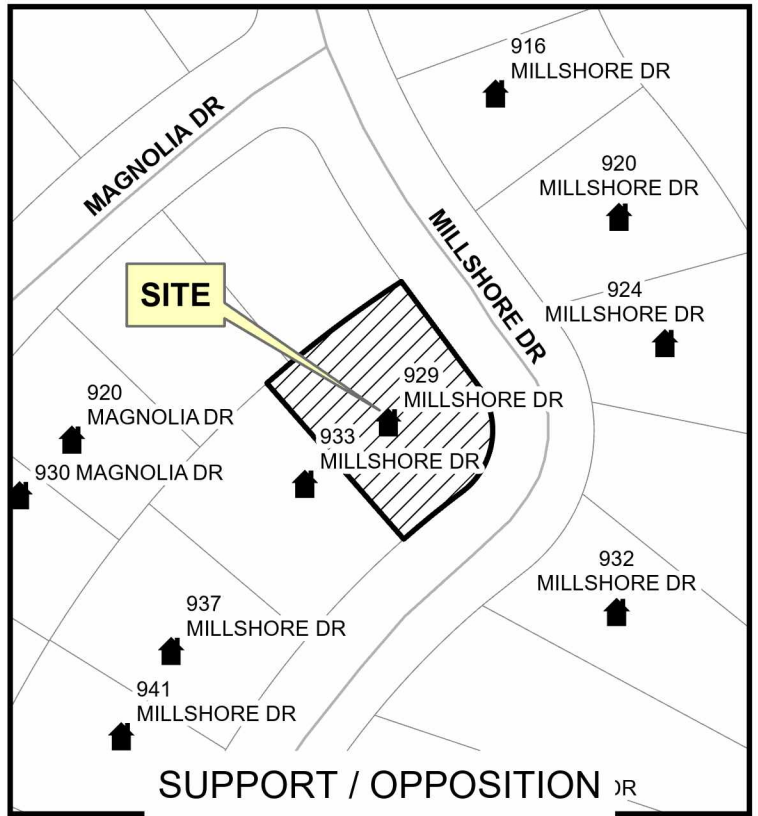 916
MILLSHORE DR
MAGNOLIA DR
920
MILLSHORE DR
MILLSHORE DR
SITE
924
MILLSHORE DR
929
MILLSHORE DR
920
MAGNOLIA DR
933
MILLSHORE DR
930 MAGNOLIA DR
932
MILLSHORE DR
937
MILLSHORE DR
941
MILLSHORE DR
SUPPORT / OPPOSITION